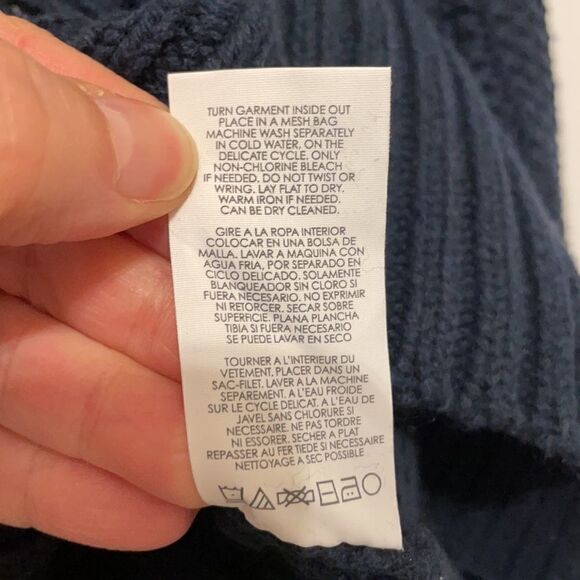 TURN GARMENT INSIDE OUT
PLACE IN A MESH BAG
MACHINE WASH SEPARATELY
IN COLD WATER, ON THE
DELICATE CYCLE. ONLY
NON-CHLORINE BLEACH
IF NEEDED. DO NOT TWIST OR
WRING. LAY FLAT TO DRY.
WARM IRON IF NEEDED.
CAN BE DRY CLEANED.
GIRE A LA ROPA INTERIOR
COLOCAR EN UNA BOLSA DE
MALLA. LAVAR A MAQUINA CON
AGUA FRIA, POR SEPARADO EN
CICLO DELICADO. SOLAMENTE
BLANQUEADOR SIN CLORO SI
FUERA NECESARIO. NO EXPRIMIR
NI RETORCER. SECAR SOBRE
SUPERFICIE. PLANA PLANCHA
TIBIA SI FUERA NECESARIO
SE PUEDE LAVAR EN SECO
TOURNER A L'INTERIEUR DU
VETEMENT, PLACER DANS UN
SAC-FILET. LAVER A LA MACHINE
SEPAREMENT. A L'EAU FROIDE
SUR LE CYCLE DELICAT. A L'EAU DE
JAVEL SANS CHLORURE SI
NECESSAIRE. NE PAS TORDRE
NI ESSORER. SECHER A PLAT
REPASSER AU FER TIEDE SI NECESSAIRE
NETTOYAGE A SEC POSSIBLE